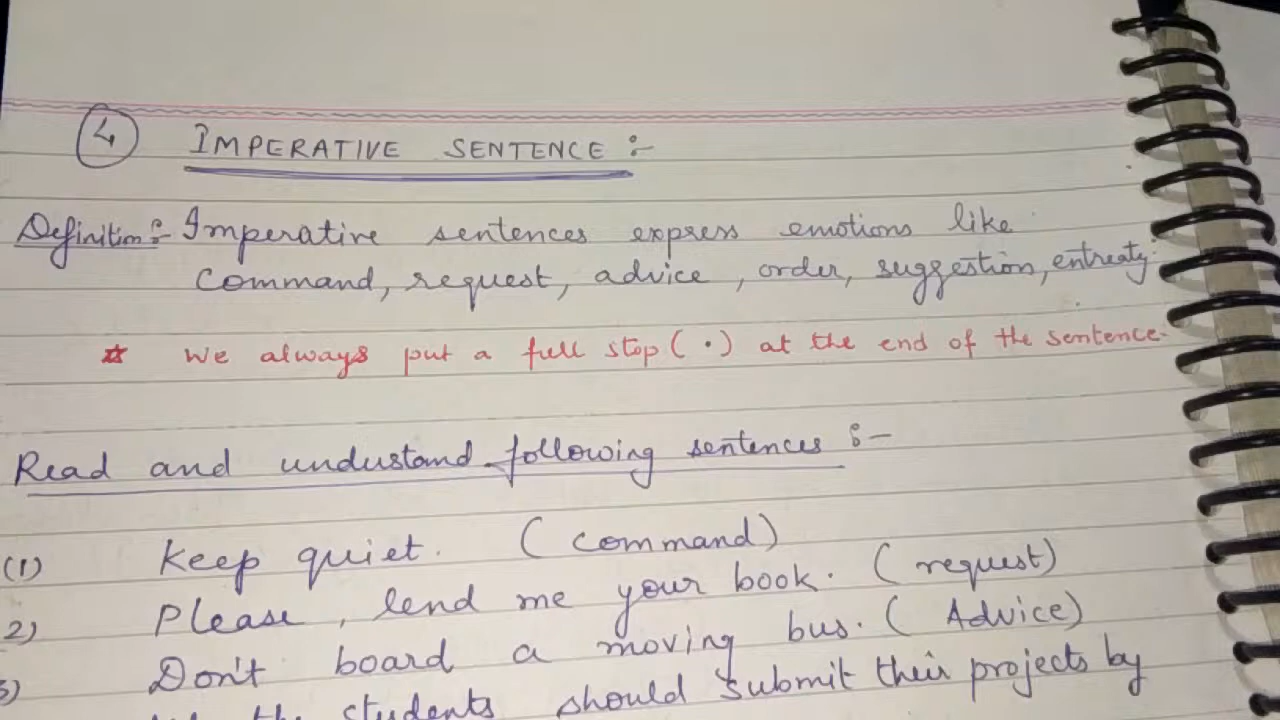 4 IMPERATIVE SENTENCE :-
Definition:- Imperative sentences express emotions like
Command, request, advice, order, suggestion, entreaty.
☆ We always put a full stop (.) at the end of the sentence.
Read and understand following sentences :-
(1) Keep quiet. (Command)
2) Please, lend me your book. (request)
3) Don't board a moving bus. (Advice)
the students should submit their projects by